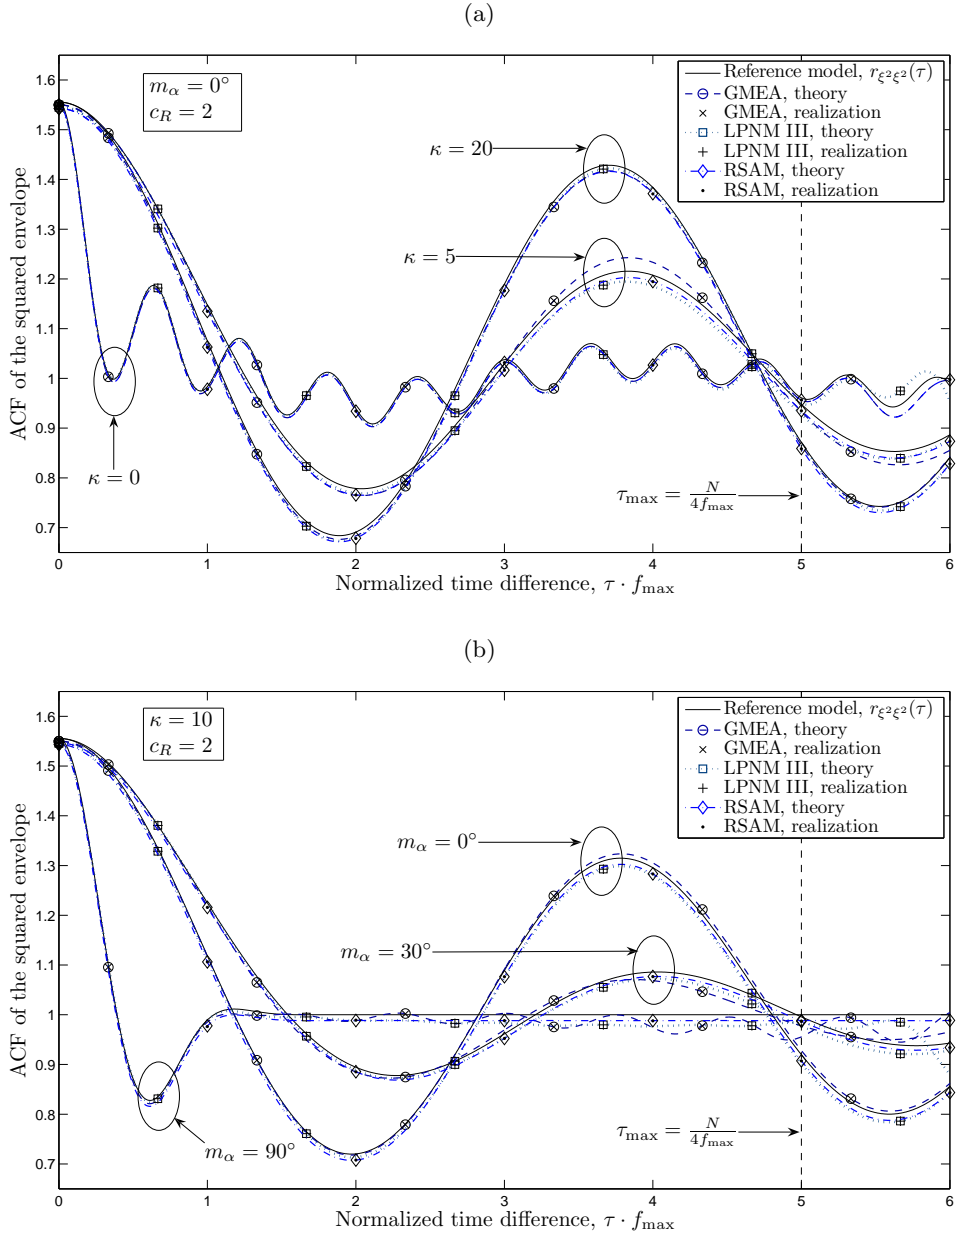 (a)
m_α = 0°
c_R = 2
Reference model, r_{ξ²ξ²}(τ)
GMEA, theory
GMEA, realization
LPNM III, theory
LPNM III, realization
RSAM, theory
RSAM, realization
κ = 20
κ = 5
κ = 0
τ_max = N/(4f_max)
ACF of the squared envelope
1.6
1.5
1.4
1.3
1.2
1.1
1
0.9
0.8
0.7
0 1 2 3 4 5 6
Normalized time difference, τ · f_max
(b)
κ = 10
c_R = 2
Reference model, r_{ξ²ξ²}(τ)
GMEA, theory
GMEA, realization
LPNM III, theory
LPNM III, realization
RSAM, theory
RSAM, realization
m_α = 0°
m_α = 30°
m_α = 90°
τ_max = N/(4f_max)
ACF of the squared envelope
1.6
1.5
1.4
1.3
1.2
1.1
1
0.9
0.8
0.7
0 1 2 3 4 5 6
Normalized time difference, τ · f_max